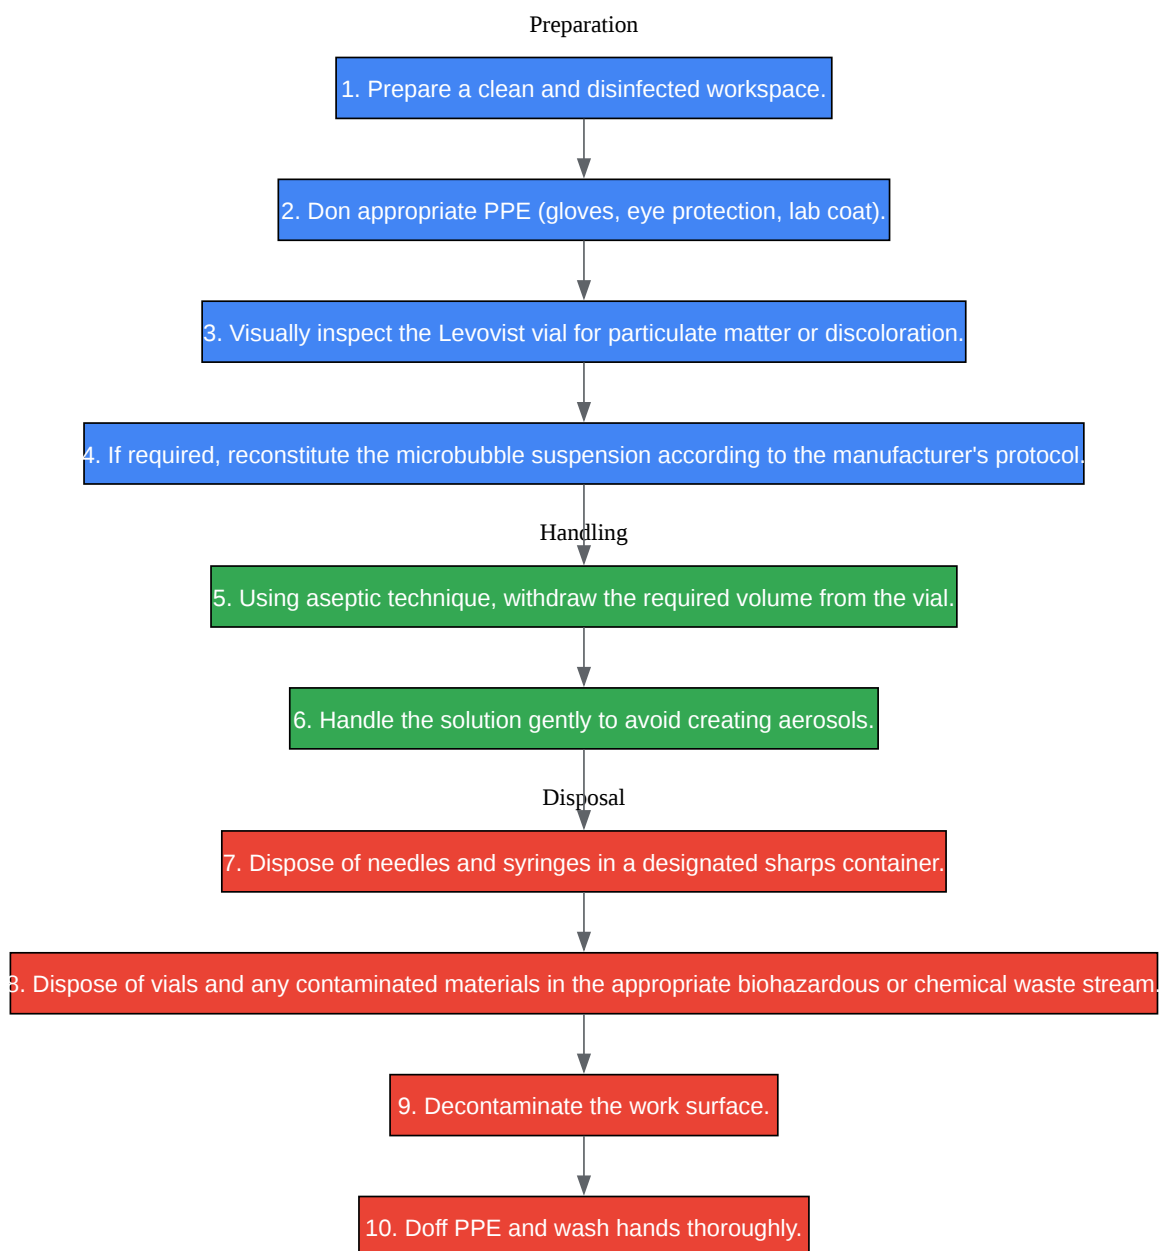 Preparation
1. Prepare a clean and disinfected workspace.
2. Don appropriate PPE (gloves, eye protection, lab coat).
3. Visually inspect the Levovist vial for particulate matter or discoloration.
4. If required, reconstitute the microbubble suspension according to the manufacturer's protocol.
Handling
5. Using aseptic technique, withdraw the required volume from the vial.
6. Handle the solution gently to avoid creating aerosols.
Disposal
7. Dispose of needles and syringes in a designated sharps container.
8. Dispose of vials and any contaminated materials in the appropriate biohazardous or chemical waste stream.
9. Decontaminate the work surface.
10. Doff PPE and wash hands thoroughly.